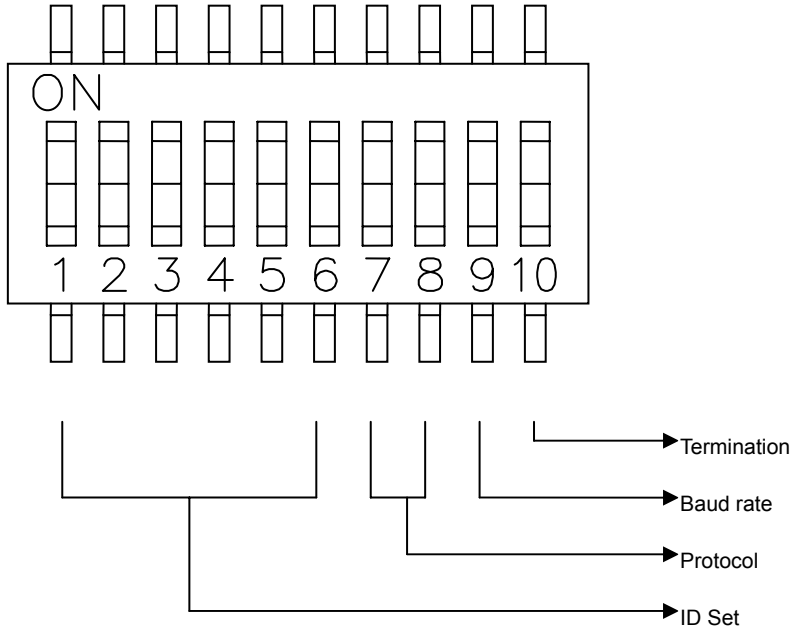 ON
1 2 3 4 5 6 7 8 9 10
Termination
Baud rate
Protocol
ID Set